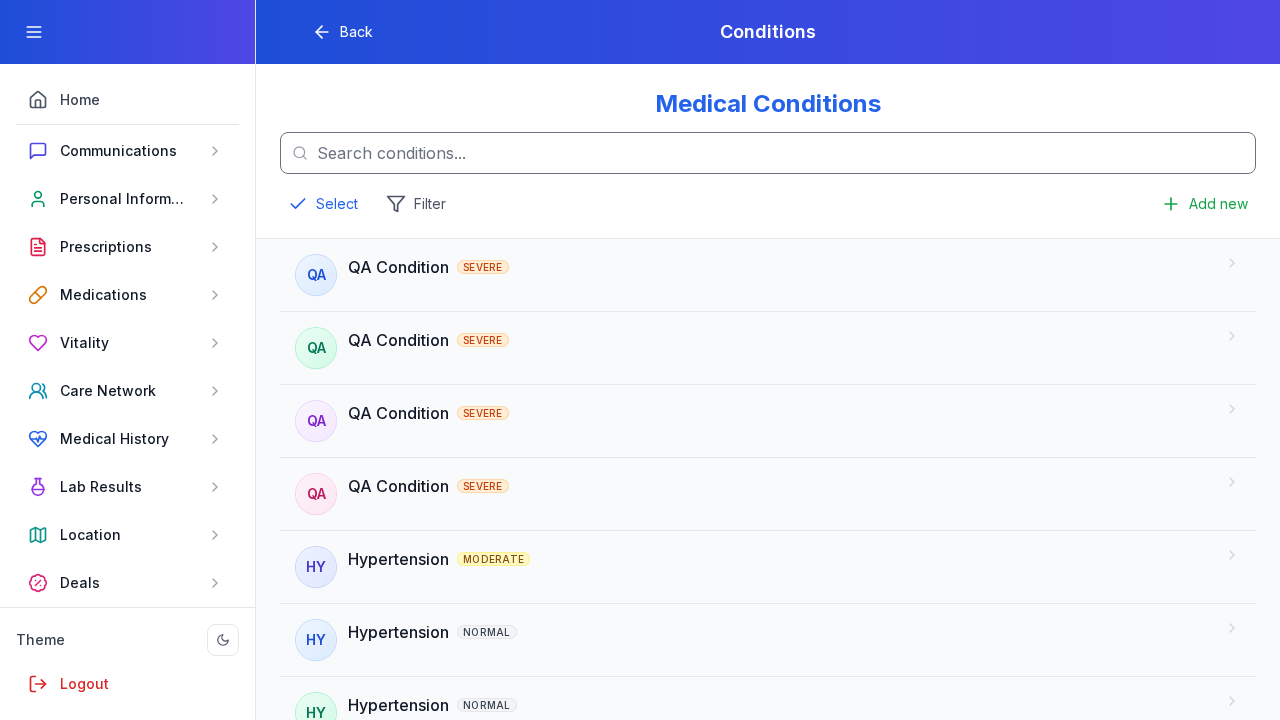 Back
Conditions
Home
Communications
Personal Inform...
Prescriptions
Medications
Vitality
Care Network
Medical History
Lab Results
Location
Deals
Theme
Logout
Medical Conditions
Search conditions...
Select
Filter
Add new
QA QA Condition SEVERE
QA QA Condition SEVERE
QA QA Condition SEVERE
QA QA Condition SEVERE
HY Hypertension MODERATE
HY Hypertension NORMAL
HY Hypertension NORMAL